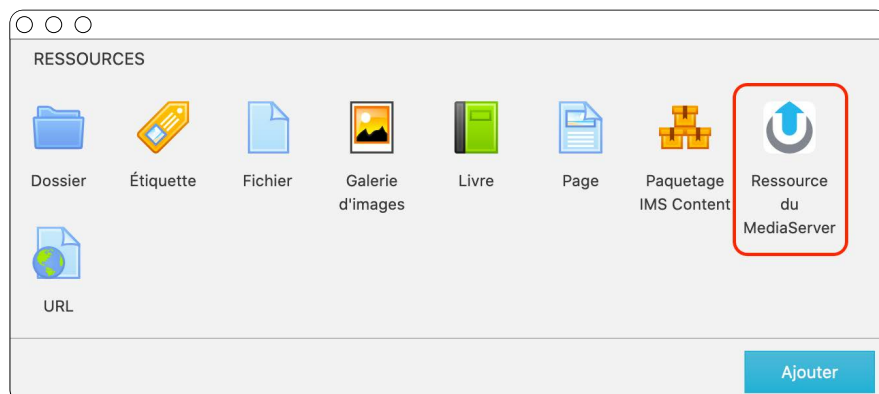 RESSOURCES
Dossier
Étiquette
Fichier
Galerie
d'images
Livre
Page
Paquetage
IMS Content
Ressource
du
MediaServer
URL
Ajouter